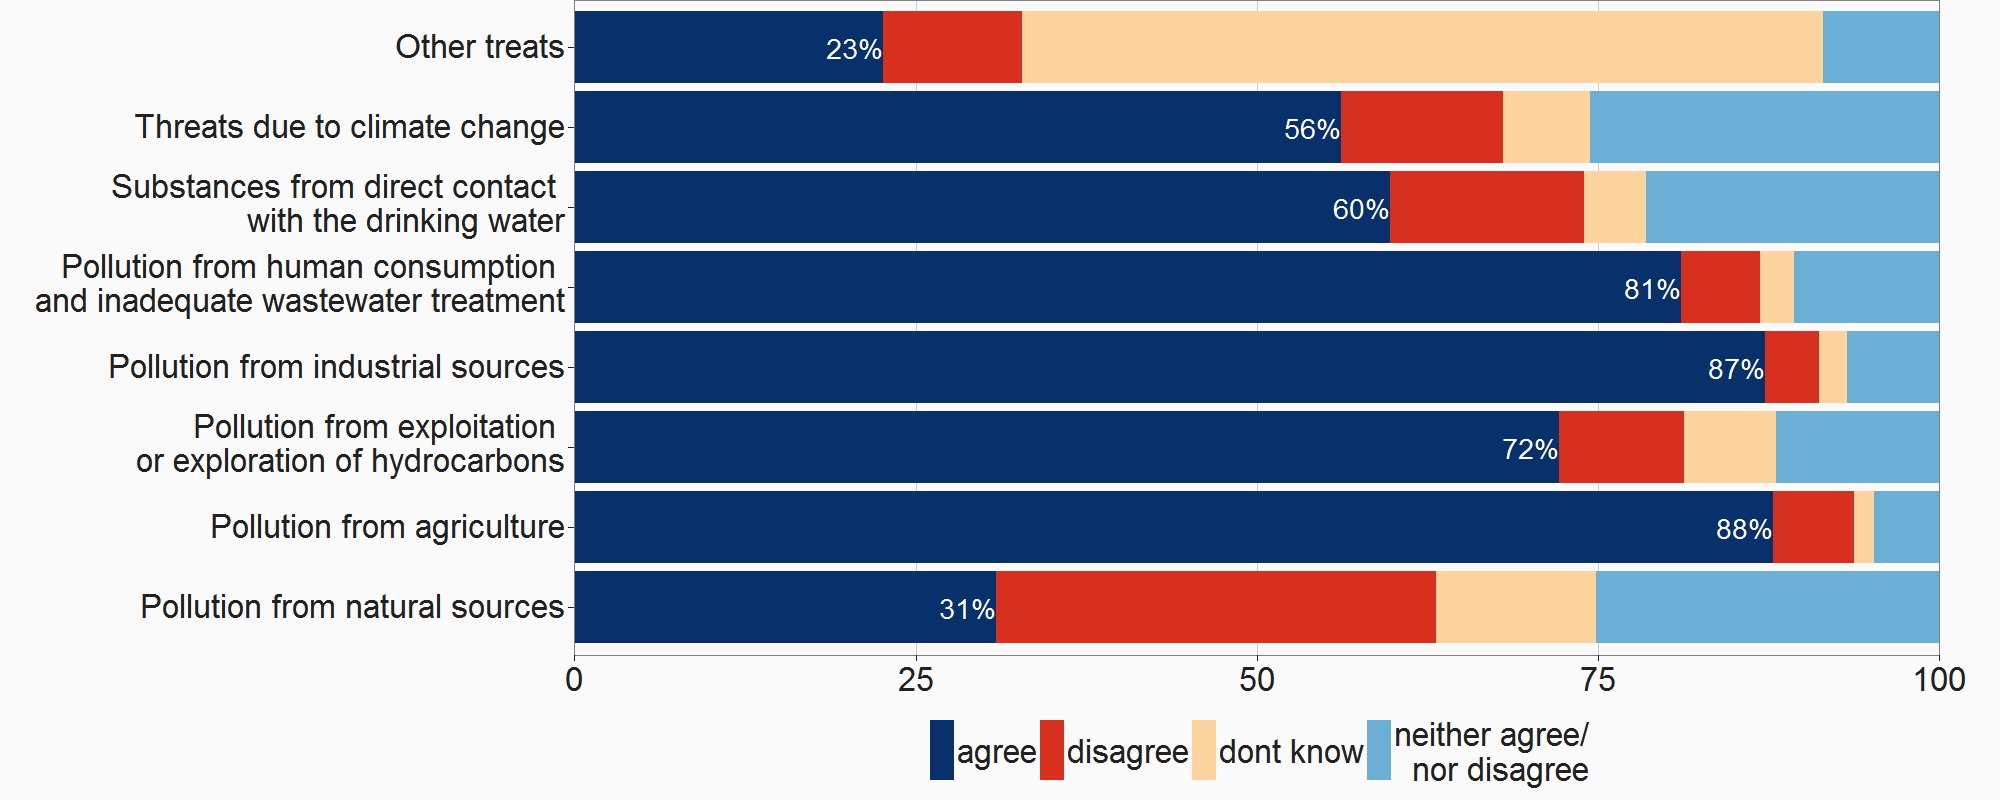 Other treats
23%
Threats due to climate change
56%
Substances from direct contact
with the drinking water
60%
Pollution from human consumption
and inadequate wastewater treatment
81%
Pollution from industrial sources
87%
Pollution from exploitation
or exploration of hydrocarbons
72%
Pollution from agriculture
88%
Pollution from natural sources
31%
0 25 50 75 100
agree disagree dont know neither agree/
nor disagree